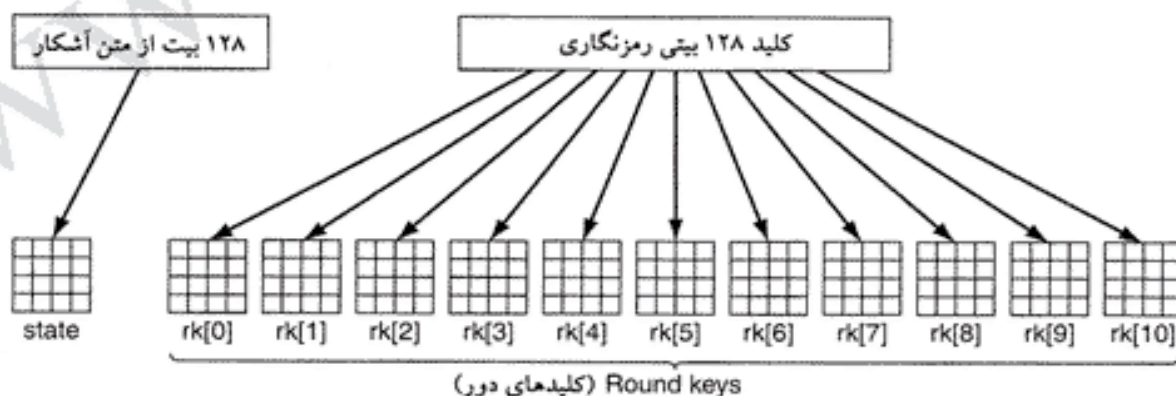 ۱۲۸ بیت از متن آشکار
کلید ۱۲۸ بیتی رمزنگاری
state
rk[0] rk[1] rk[2] rk[3] rk[4] rk[5] rk[6] rk[7] rk[8] rk[9] rk[10]
Round keys (کلیدهای دور)